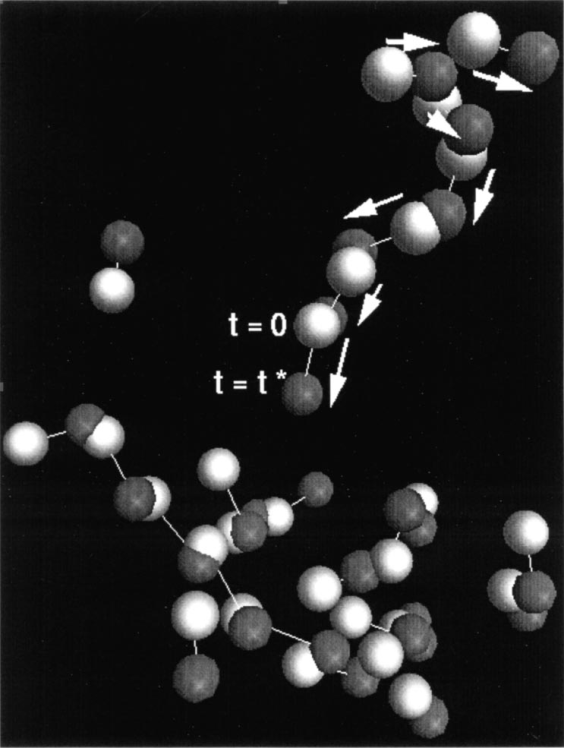 t = 0
t = t*